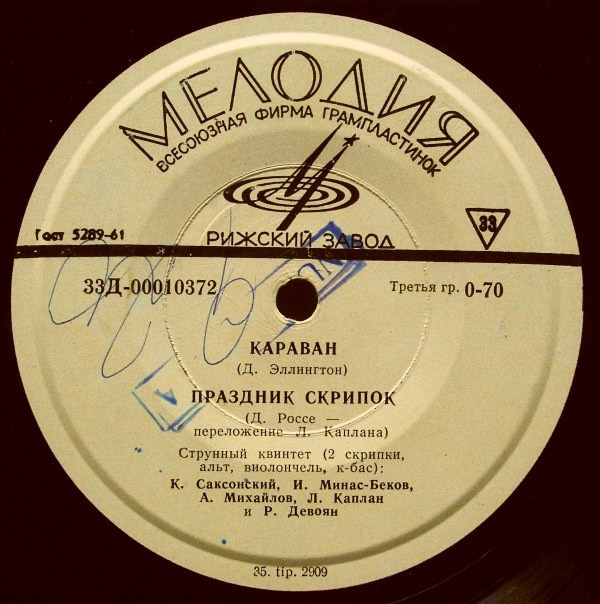 МЕЛОДИЯ
ВСЕСОЮЗНАЯ ФИРМА ГРАМПЛАСТИНОК
Гост 5289-61
33
РИЖСКИЙ ЗАВОД
33Д-00010372
Третья гр. 0-70
КАРАВАН
(Д. Эллингтон)
ПРАЗДНИК СКРИПОК
(Д. Россе —
переложение Л. Каплана)
Струнный квинтет (2 скрипки,
альт, виолончель, к-бас):
К. Саксонский, И. Минас-Беков,
А. Михайлов, Л. Каплан
и Р. Девоян
35. tip. 2909